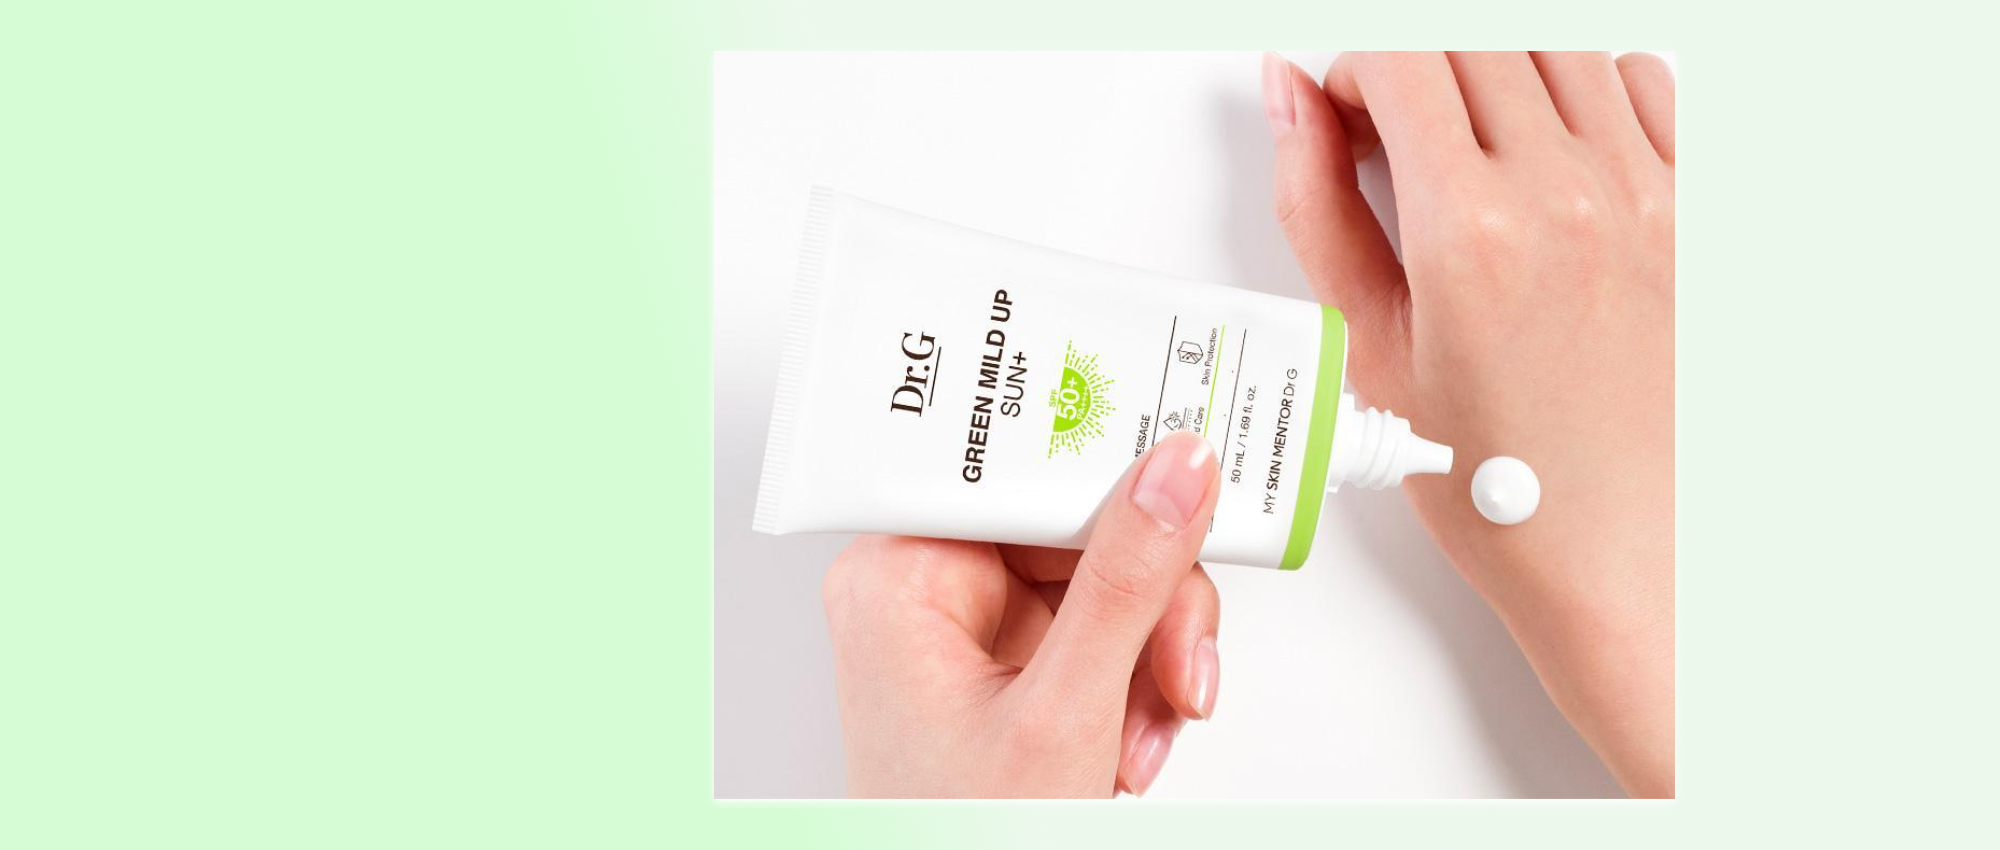 Dr.G
GREEN MILD UP
SUN+
SPF
50+
PA++++
Skin Protection
50 mL / 1.69 fl. oz.
MY SKIN MENTOR Dr G